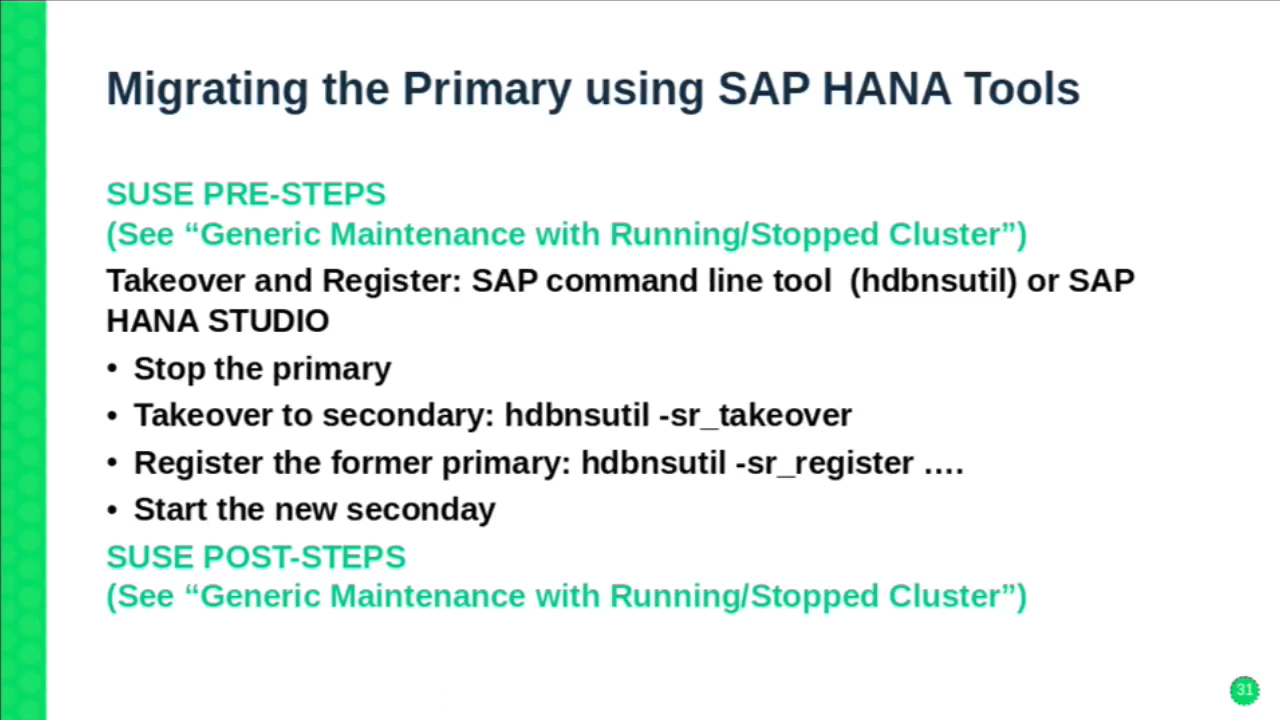 Migrating the Primary using SAP HANA Tools
SUSE PRE-STEPS
(See “Generic Maintenance with Running/Stopped Cluster”)
Takeover and Register: SAP command line tool  (hdbnsutil) or SAP
HANA STUDIO
• Stop the primary
• Takeover to secondary: hdbnsutil -sr_takeover
• Register the former primary: hdbnsutil -sr_register ….
• Start the new seconday
SUSE POST-STEPS
(See “Generic Maintenance with Running/Stopped Cluster”)
31